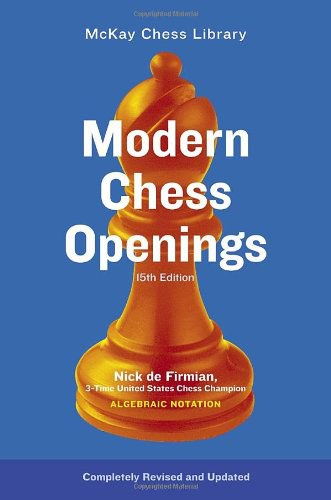 McKay Chess Library
Modern
Chess
Openings
15th Edition
Nick de Firmian,
3-Time United States Chess Champion
ALGEBRAIC NOTATION
Completely Revised and Updated